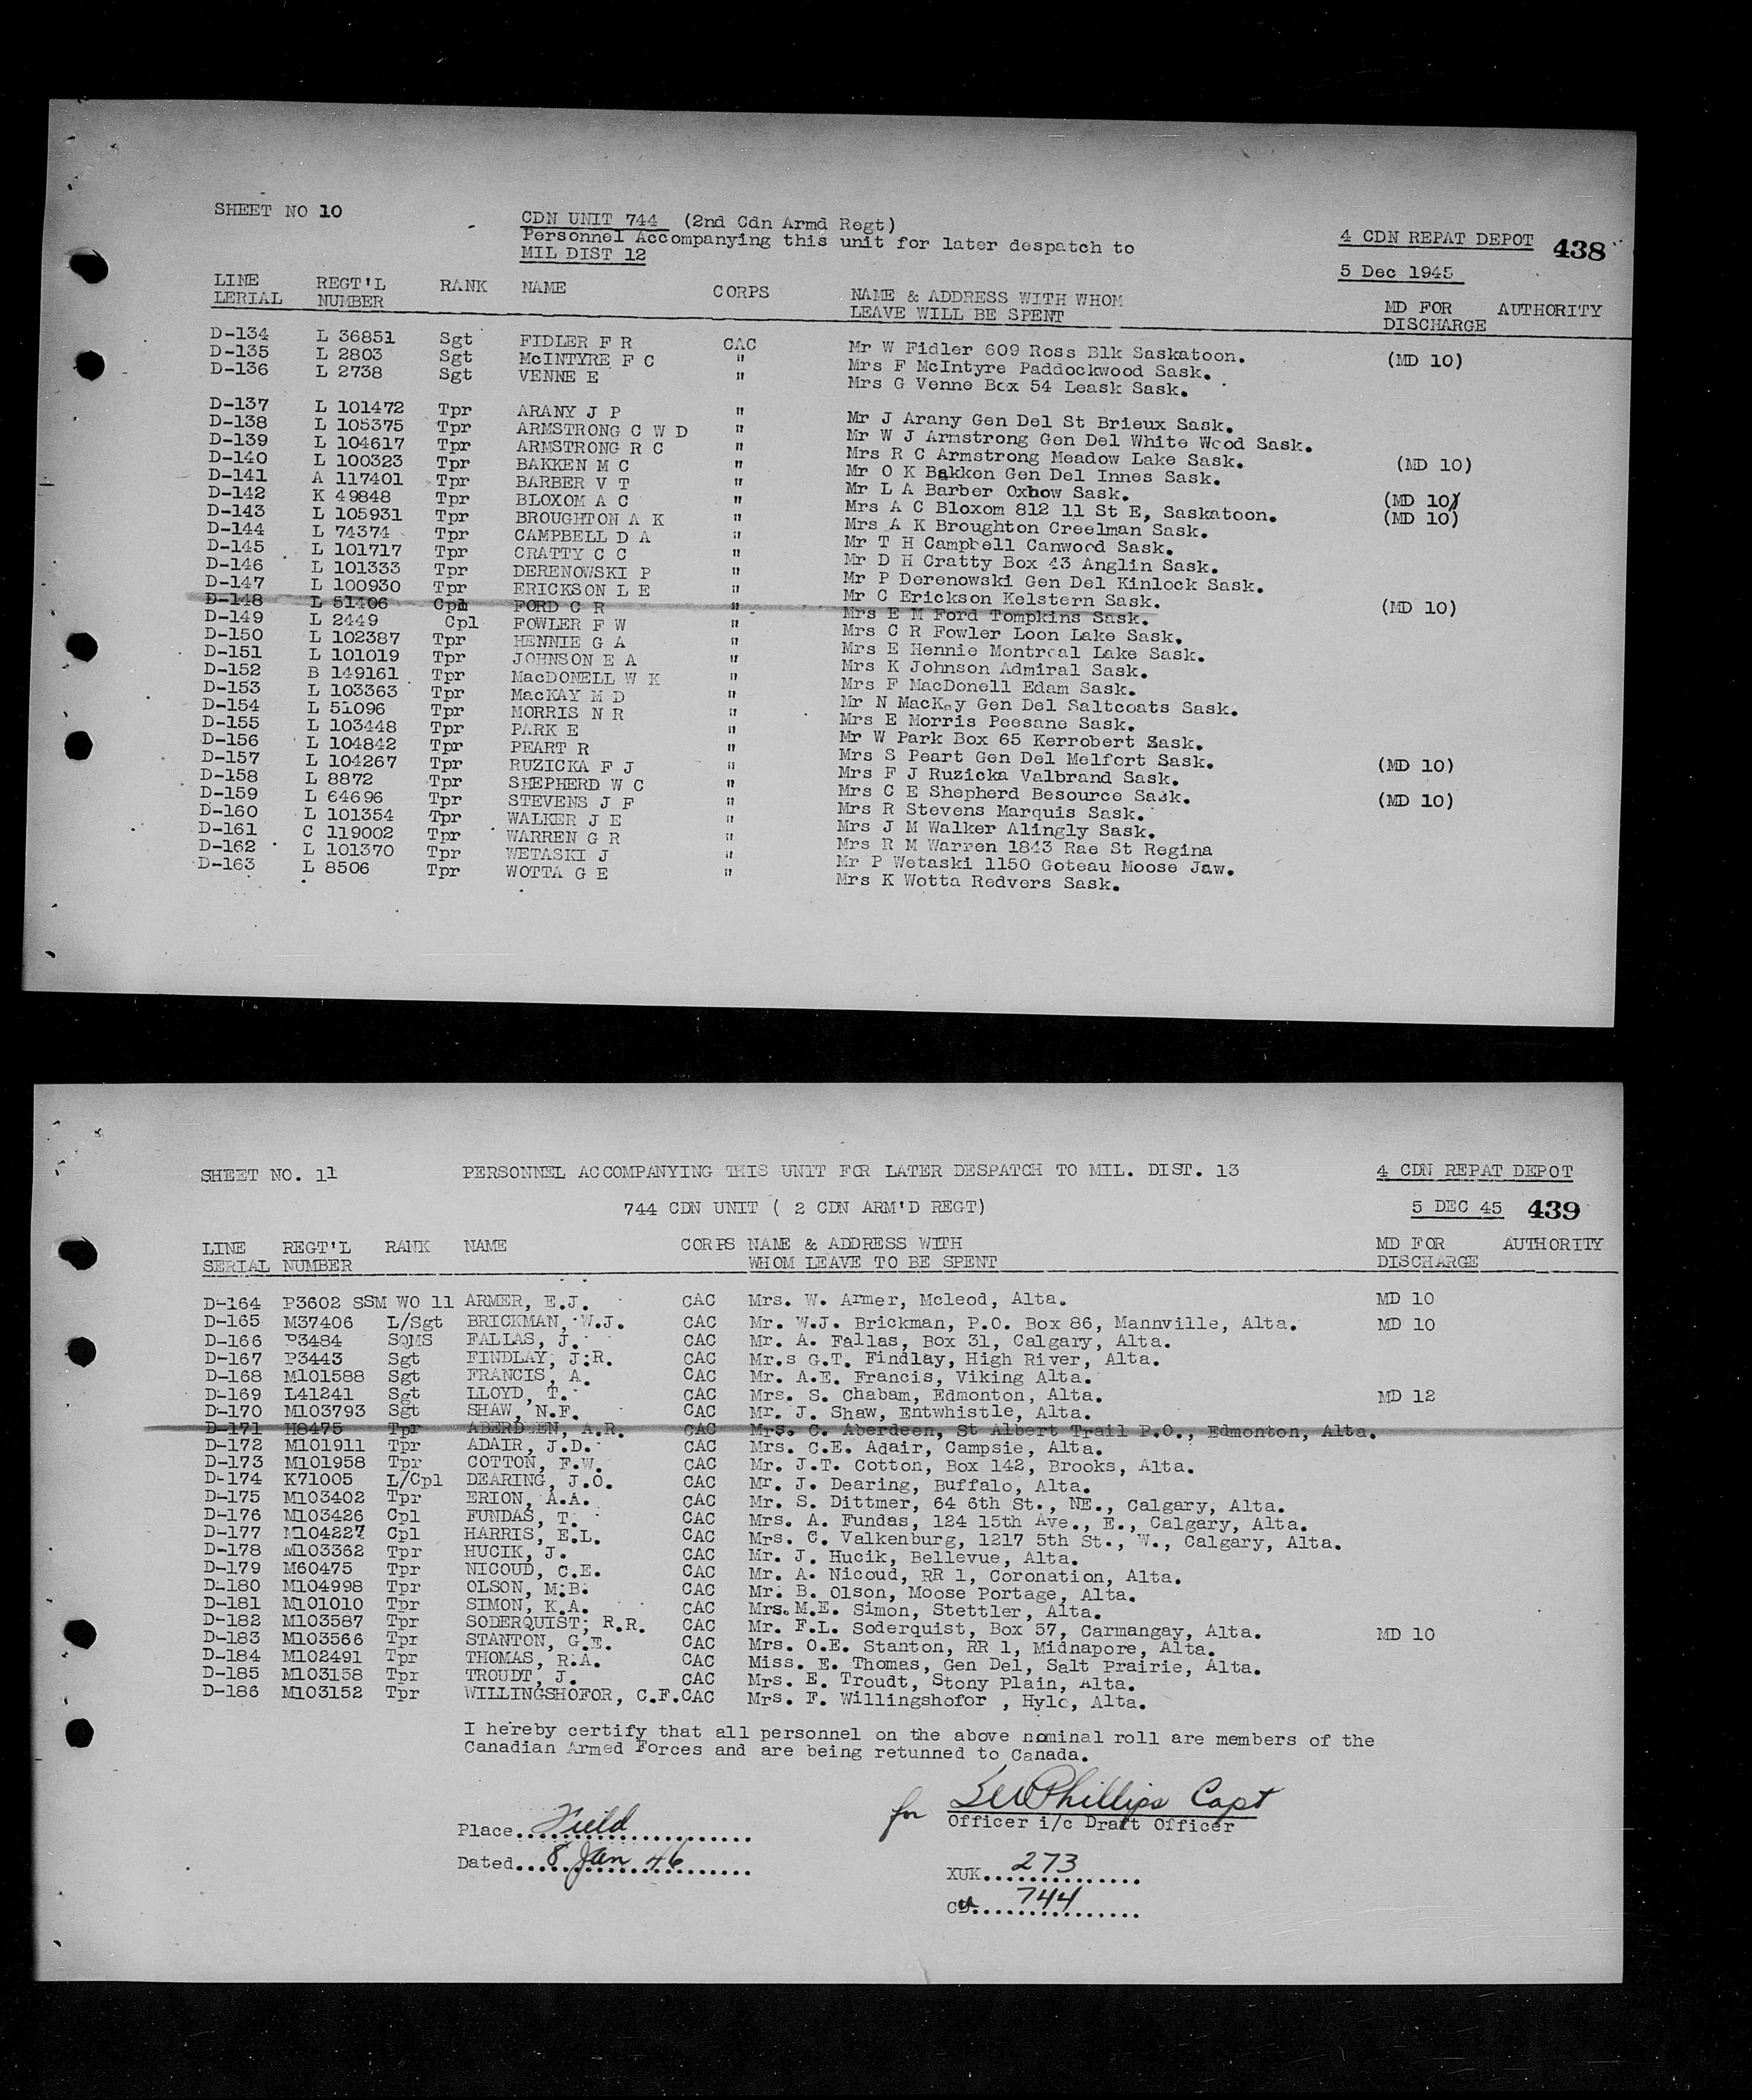 SHEET NO 10
CDN UNIT 744 (2nd Cdn Armd Regt)
Personnel Accompanying this unit for later despatch to
MIL DIST 12
4 CDN REPAT DEPOT 438
5 Dec 1945
LINE REGT'L RANK NAME CORPS NAME & ADDRESS WITH WHOM MD FOR AUTHORITY
LERIAL NUMBER LEAVE WILL BE SPENT DISCHARGE
D-134 L 36851 Sgt FIDLER F R CAC Mr W Fidler 609 Ross Blk Saskatoon. (MD 10)
D-135 L 2803 Sgt McINTYRE F C " Mrs F McIntyre Paddockwood Sask.
D-136 L 2738 Sgt VENNE E " Mrs G Venne Box 54 Leask Sask.
D-137 L 101472 Tpr ARANY J P " Mr J Arany Gen Del St Brieux Sask.
D-138 L 105375 Tpr ARMSTRONG C W D " Mr W J Armstrong Gen Del White Wood Sask.
D-139 L 104617 Tpr ARMSTRONG R C " Mrs R C Armstrong Meadow Lake Sask.
D-140 L 100323 Tpr BAKKEN M C " Mr O K Bakken Gen Del Innes Sask. (MD 10)
D-141 A 117401 Tpr BARBER V T " Mr L A Barber Oxbow Sask.
D-142 K 49848 Tpr BLOXOM A C " Mrs A C Bloxom 812 11 St E, Saskatoon. (MD 10)
D-143 L 105931 Tpr BROUGHTON A K " Mrs A K Broughton Creelman Sask. (MD 10)
D-144 L 74374 Tpr CAMPBELL D A " Mr T H Campbell Canwood Sask.
D-145 L 101717 Tpr CRATTY C C " Mr D H Cratty Box 43 Anglin Sask.
D-146 L 101333 Tpr DERENOWSKI P " Mr P Derenowski Gen Del Kinlock Sask.
D-147 L 100930 Tpr ERICKSON L E " Mr C Erickson Kelstern Sask.
D-148 L 51406 Cpl FORD C R " Mrs E M Ford Tompkins Sask. (MD 10)
D-149 L 2449 Cpl FOWLER F W " Mrs C R Fowler Loon Lake Sask.
D-150 L 102387 Tpr HENNIE G A " Mrs E Hennie Montreal Lake Sask.
D-151 L 101019 Tpr JOHNSON E A " Mrs K Johnson Admiral Sask.
D-152 B 149161 Tpr MacDONELL W K " Mrs F MacDonell Edam Sask.
D-153 L 103363 Tpr MacKAY M D " Mr N MacKay Gen Del Saltcoats Sask.
D-154 L 51096 Tpr MORRIS N R " Mrs E Morris Peesane Sask.
D-155 L 103448 Tpr PARK E " Mr W Park Box 65 Kerrobert Sask.
D-156 L 104842 Tpr PEART R " Mrs S Peart Gen Del Melfort Sask.
D-157 L 104267 Tpr RUZICKA F J " Mrs F J Ruzicka Valbrand Sask. (MD 10)
D-158 L 8872 Tpr SHEPHERD W C " Mrs C E Shepherd Besource Sask.
D-159 L 64696 Tpr STEVENS J F " Mrs R Stevens Marquis Sask. (MD 10)
D-160 L 101354 Tpr WALKER J E " Mrs J M Walker Alingly Sask.
D-161 C 119002 Tpr WARREN G R " Mrs R M Warren 1843 Rae St Regina
D-162 L 101370 Tpr WETASKI J " Mr P Wetaski 1150 Goteau Moose Jaw.
D-163 L 8506 Tpr WOTTA G E " Mrs K Wotta Redvers Sask.
SHEET NO. 11 PERSONNEL ACCOMPANYING THIS UNIT FOR LATER DESPATCH TO MIL. DIST. 13 4 CDN REPAT DEPOT
744 CDN UNIT ( 2 CDN ARM'D REGT) 5 DEC 45 439
LINE REGT'L RANK NAME CORPS NAME & ADDRESS WITH MD FOR AUTHORITY
SERIAL NUMBER WHOM LEAVE TO BE SPENT DISCHARGE
D-164 P3602 SSM WO 11 ARMER, E.J. CAC Mrs. W. Armer, Mcleod, Alta. MD 10
D-165 M37406 L/Sgt BRICKMAN, W.J. CAC Mr. W.J. Brickman, P.O. Box 86, Mannville, Alta. MD 10
D-166 P3484 SQMS FALLAS, J. CAC Mr. A. Fallas, Box 31, Calgary, Alta.
D-167 P3443 Sgt FINDLAY, J.R. CAC Mr.s G.T. Findlay, High River, Alta.
D-168 M101588 Sgt FRANCIS, A. CAC Mr. A.E. Francis, Viking Alta.
D-169 L41241 Sgt LLOYD, T. CAC Mrs. S. Chabam, Edmonton, Alta. MD 12
D-170 M103793 Sgt SHAW, N.F. CAC Mr. J. Shaw, Entwhistle, Alta.
D-171 H8475 Tpr ABERDEEN, A.R. CAC Mrs. C. Aberdeen, St Albert Trail P.O., Edmonton, Alta.
D-172 M101911 Tpr ADAIR, J.D. CAC Mrs. C.E. Adair, Campsie, Alta.
D-173 M101958 Tpr COTTON, F.W. CAC Mr. J.T. Cotton, Box 142, Brooks, Alta.
D-174 K71005 L/Cpl DEARING, J.O. CAC Mr. J. Dearing, Buffalo, Alta.
D-175 M103402 Tpr ERION, A.A. CAC Mr. S. Dittmer, 64 6th St., NE., Calgary, Alta.
D-176 M103426 Cpl FUNDAS, T. CAC Mrs. A. Fundas, 124 15th Ave., E., Calgary, Alta.
D-177 M104227 Cpl HARRIS, E.L. CAC Mrs. C. Valkenburg, 1217 5th St., W., Calgary, Alta.
D-178 M103362 Tpr HUCIK, J. CAC Mr. J. Hucik, Bellevue, Alta.
D-179 M60475 Tpr NICOUD, C.E. CAC Mr. A. Nicoud, RR 1, Coronation, Alta.
D-180 M104998 Tpr OLSON, M.B. CAC Mr. B. Olson, Moose Portage, Alta.
D-181 M101010 Tpr SIMON, K.A. CAC Mrs.M.E. Simon, Stettler, Alta.
D-182 M103587 Tpr SODERQUIST, R.R. CAC Mr. F.L. Soderquist, Box 57, Carmangay, Alta.
D-183 M103566 Tpr STANTON, G.E. CAC Mrs. O.E. Stanton, RR 1, Midnapore, Alta. MD 10
D-184 M102491 Tpr THOMAS, R.A. CAC Miss. E. Thomas, Gen Del, Salt Prairie, Alta.
D-185 M103158 Tpr TROUDT, J. CAC Mrs. E. Troudt, Stony Plain, Alta.
D-186 M103152 Tpr WILLINGSHOFOR, C.F.CAC Mrs. F. Willingshofor , Hylo, Alta.
I hereby certify that all personnel on the above nominal roll are members of the
Canadian Armed Forces and are being retunned to Canada.
for Phillips Capt
Officer i/c Draft Officer
Place..Field......
Dated..8 Jan 46......
XUK..273......
CU..744......